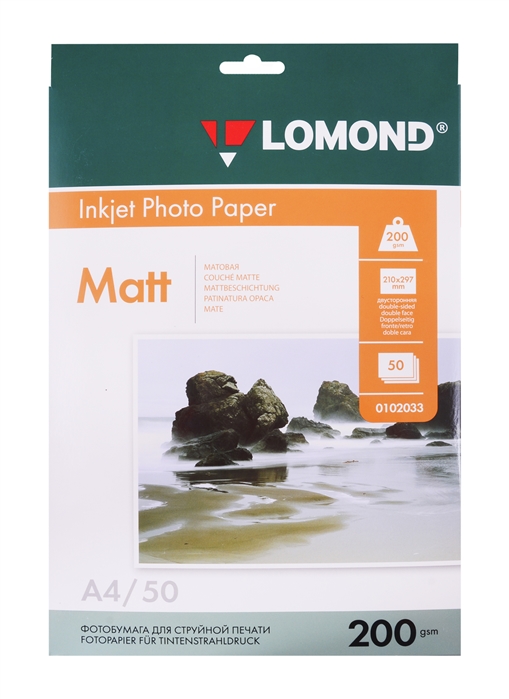 LOMOND®
Inkjet Photo Paper
Matt
МАТОВАЯ
COUCHÉ MATTE
MATTBESCHICHTUNG
PATINATURA OPACA
MATE
200
gsm
210x297
mm
двусторонняя
double-sided
double face
Doppelseitig
fronte/retro
doble cara
50
0102033
A4/50
ФОТОБУМАГА ДЛЯ СТРУЙНОЙ ПЕЧАТИ
FOTOPAPIER FÜR TINTENSTRAHLDRUCK
200 gsm